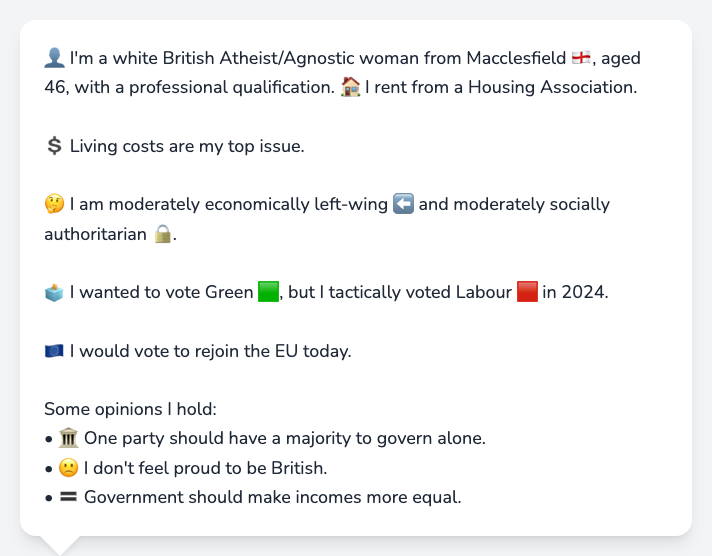 👤 I'm a white British Atheist/Agnostic woman from Macclesfield 🏴󠁧󠁢󠁥󠁮󠁧󠁿, aged
46, with a professional qualification. 🏠 I rent from a Housing Association.
💲 Living costs are my top issue.
🤔 I am moderately economically left-wing ⬅️ and moderately socially
authoritarian 🔒.
🗳️ I wanted to vote Green 🟩, but I tactically voted Labour 🟥 in 2024.
🇪🇺 I would vote to rejoin the EU today.
Some opinions I hold:
• 🏛️ One party should have a majority to govern alone.
• 🙁 I don't feel proud to be British.
• 🟰 Government should make incomes more equal.